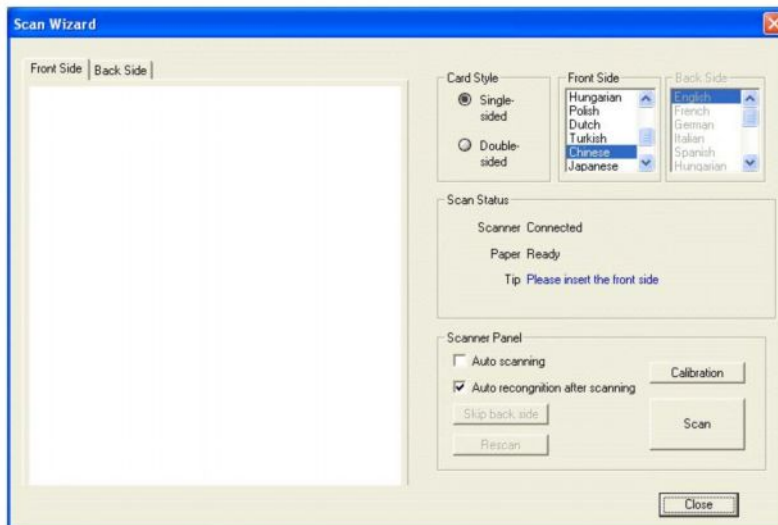 Scan Wizard
Front Side
Back Side
Card Style
Single-
sided
Double-
sided
Front Side
Hungarian
Polish
Dutch
Turkish
Chinese
Japanese
Back Side
English
French
German
Italian
Spanish
Hungarian
Scan Status
Scanner Connected
Paper Ready
Tip Please insert the front side
Scanner Panel
Auto scanning
Auto recongnition after scanning
Skip back side
Rescan
Calibration
Scan
Close